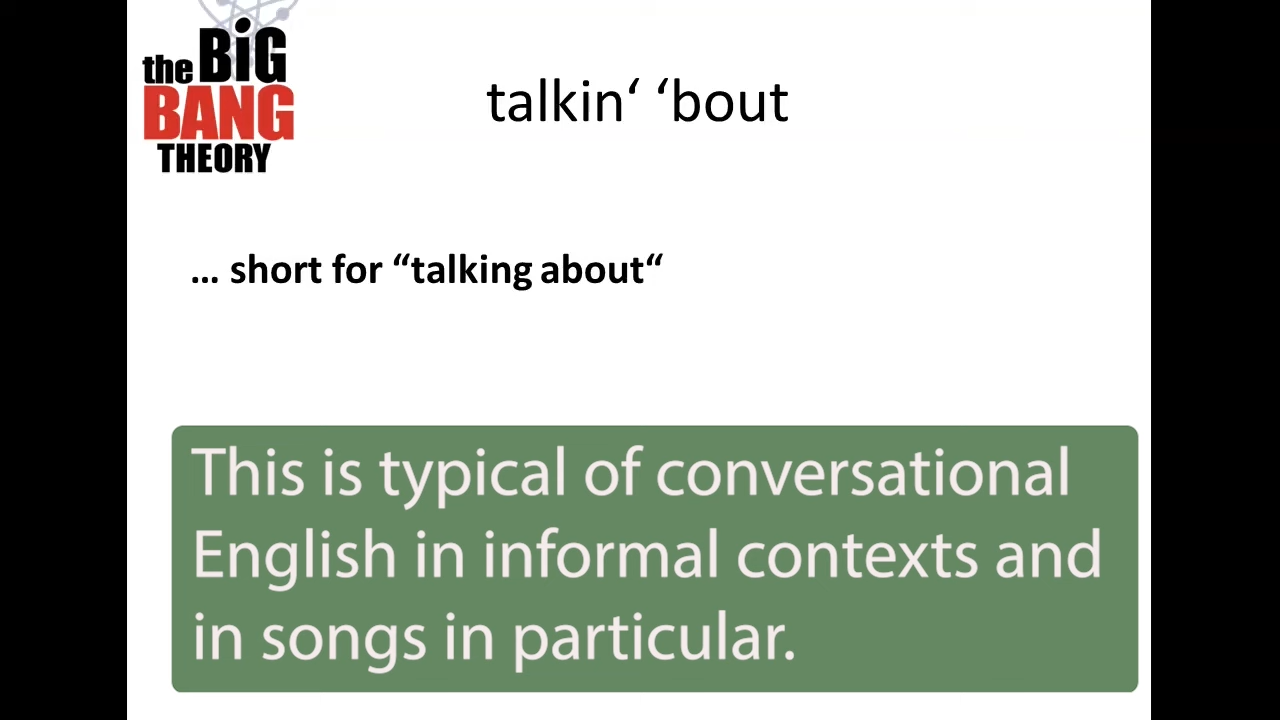 the BiG
BANG
THEORY
talkin‘ ‘bout
... short for “talking about“
This is typical of conversational
English in informal contexts and
in songs in particular.